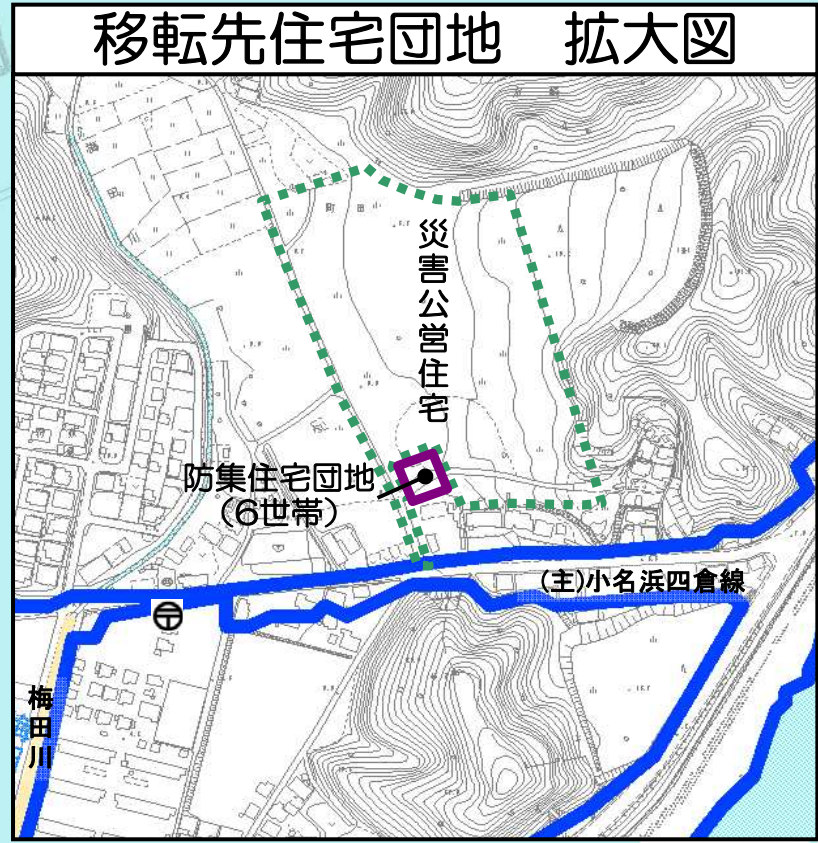 移転先住宅団地　拡大図
災害公営住宅
防集住宅団地
（6世帯）
(主)小名浜四倉線
梅田川